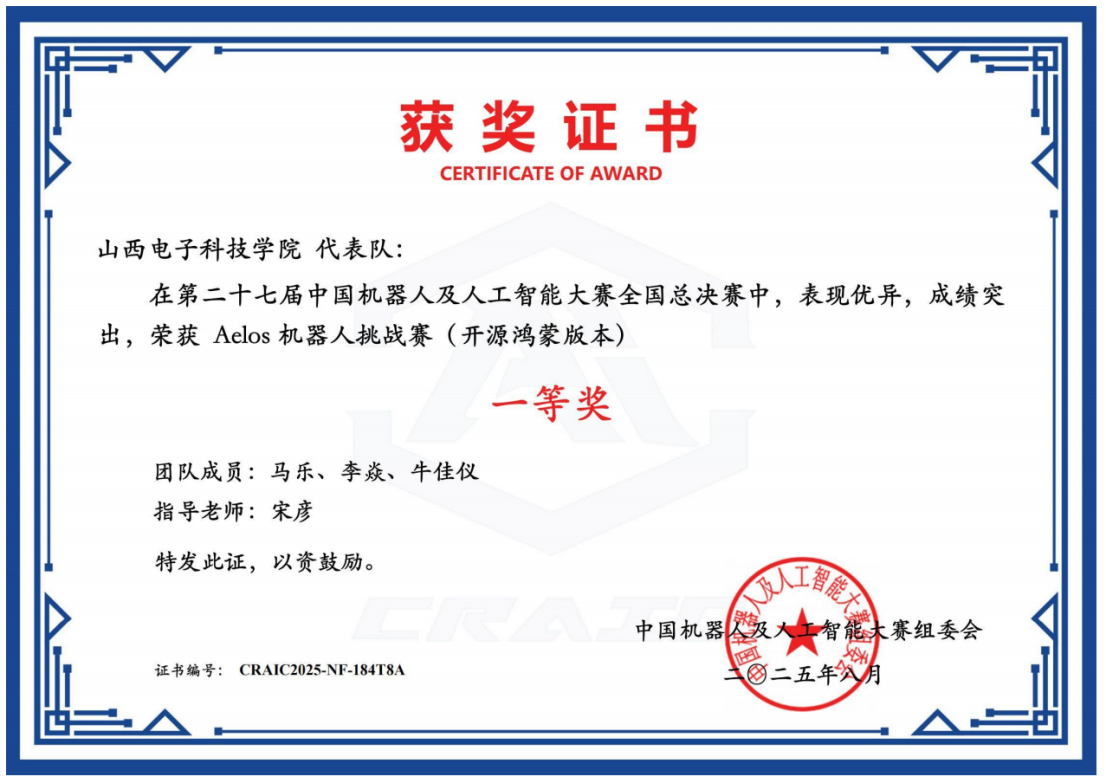 获奖证书
CERTIFICATE OF AWARD
山西电子科技学院 代表队：
在第二十七届中国机器人及人工智能大赛全国总决赛中，表现优异，成绩突
出，荣获 Aelos 机器人挑战赛（开源鸿蒙版本）
一等奖
团队成员：马乐、李焱、牛佳仪
指导老师：宋彦
特发此证，以资鼓励。
中国机器人及人工智能大赛组委会
中国机器人及人工智能大赛组委会
二〇二五年八月
证书编号： CRAIC2025-NF-184T8A
CRAIC